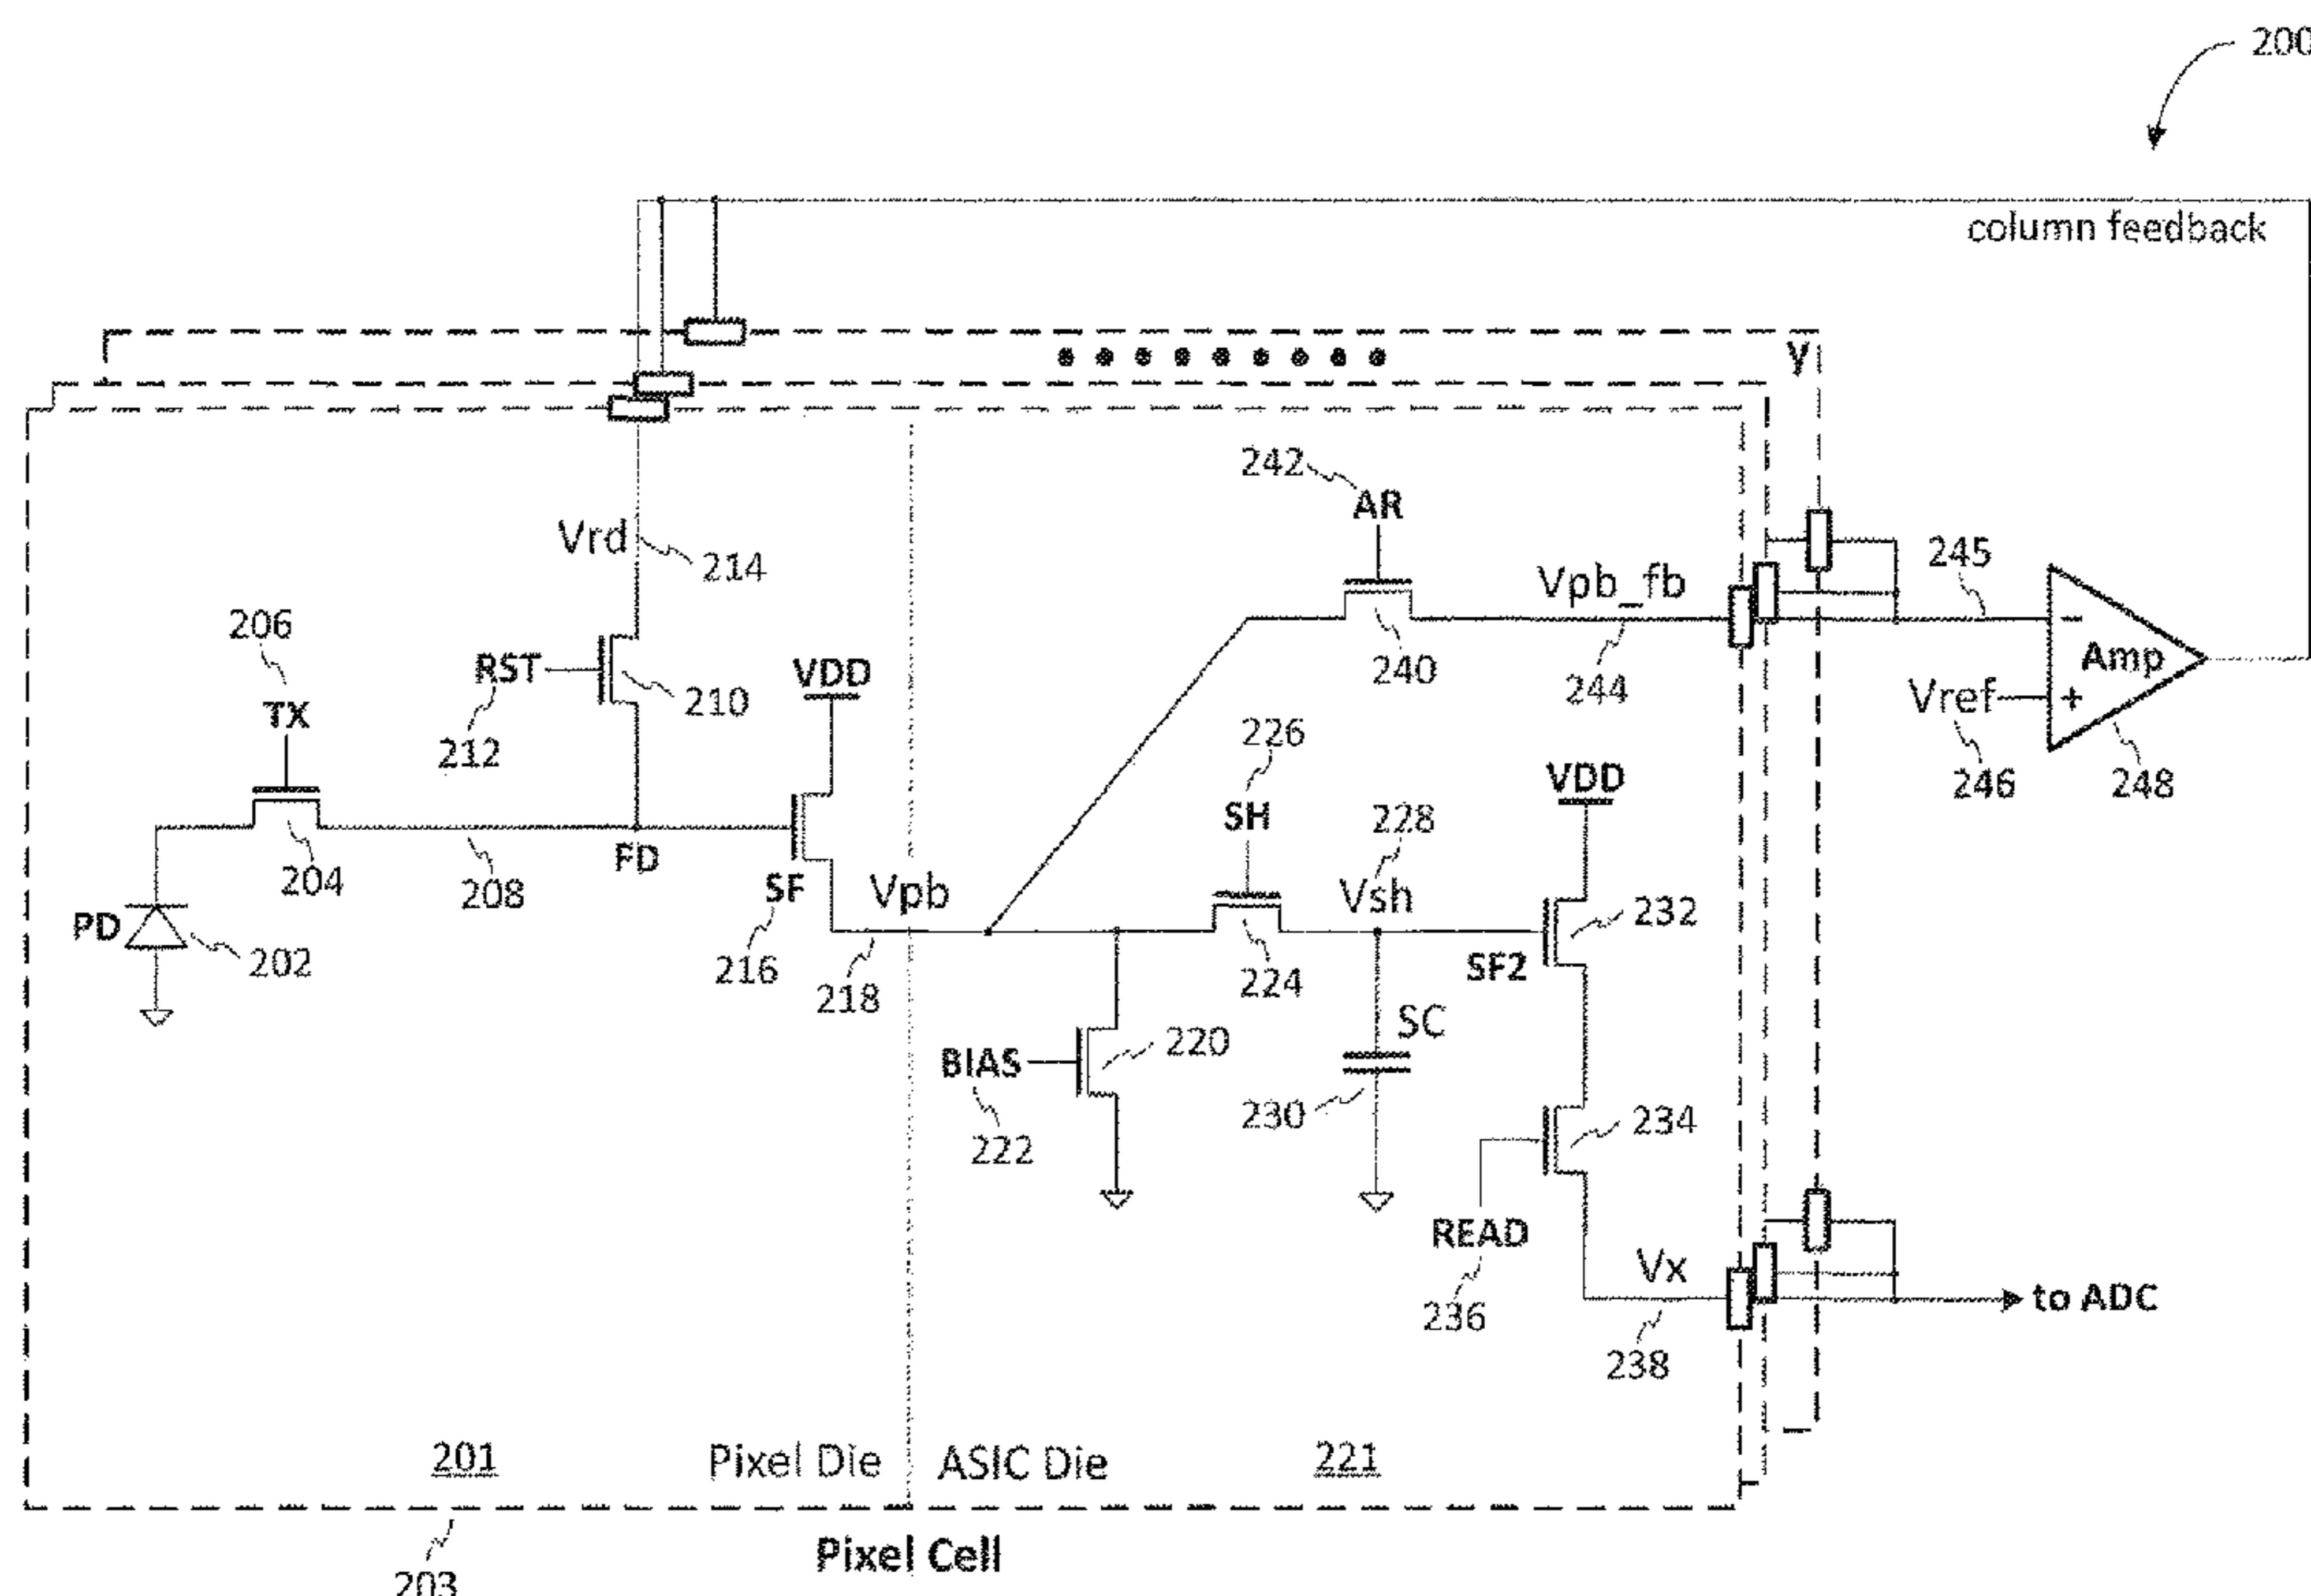 200
column feedback
y
242
AR
Vrd
214
Vpb_fb
245
206
TX
RST
212
210
VDD
240
244
Amp
−
+
Vref
246
248
226
SH
VDD
228
Vsh
204
208
FD
SF
216
Vpb
218
PD
202
224
SF2
232
SC
BIAS
222
220
230
234
READ
236
Vx
238
to ADC
201
Pixel Die
ASIC Die
221
Pixel Cell
203